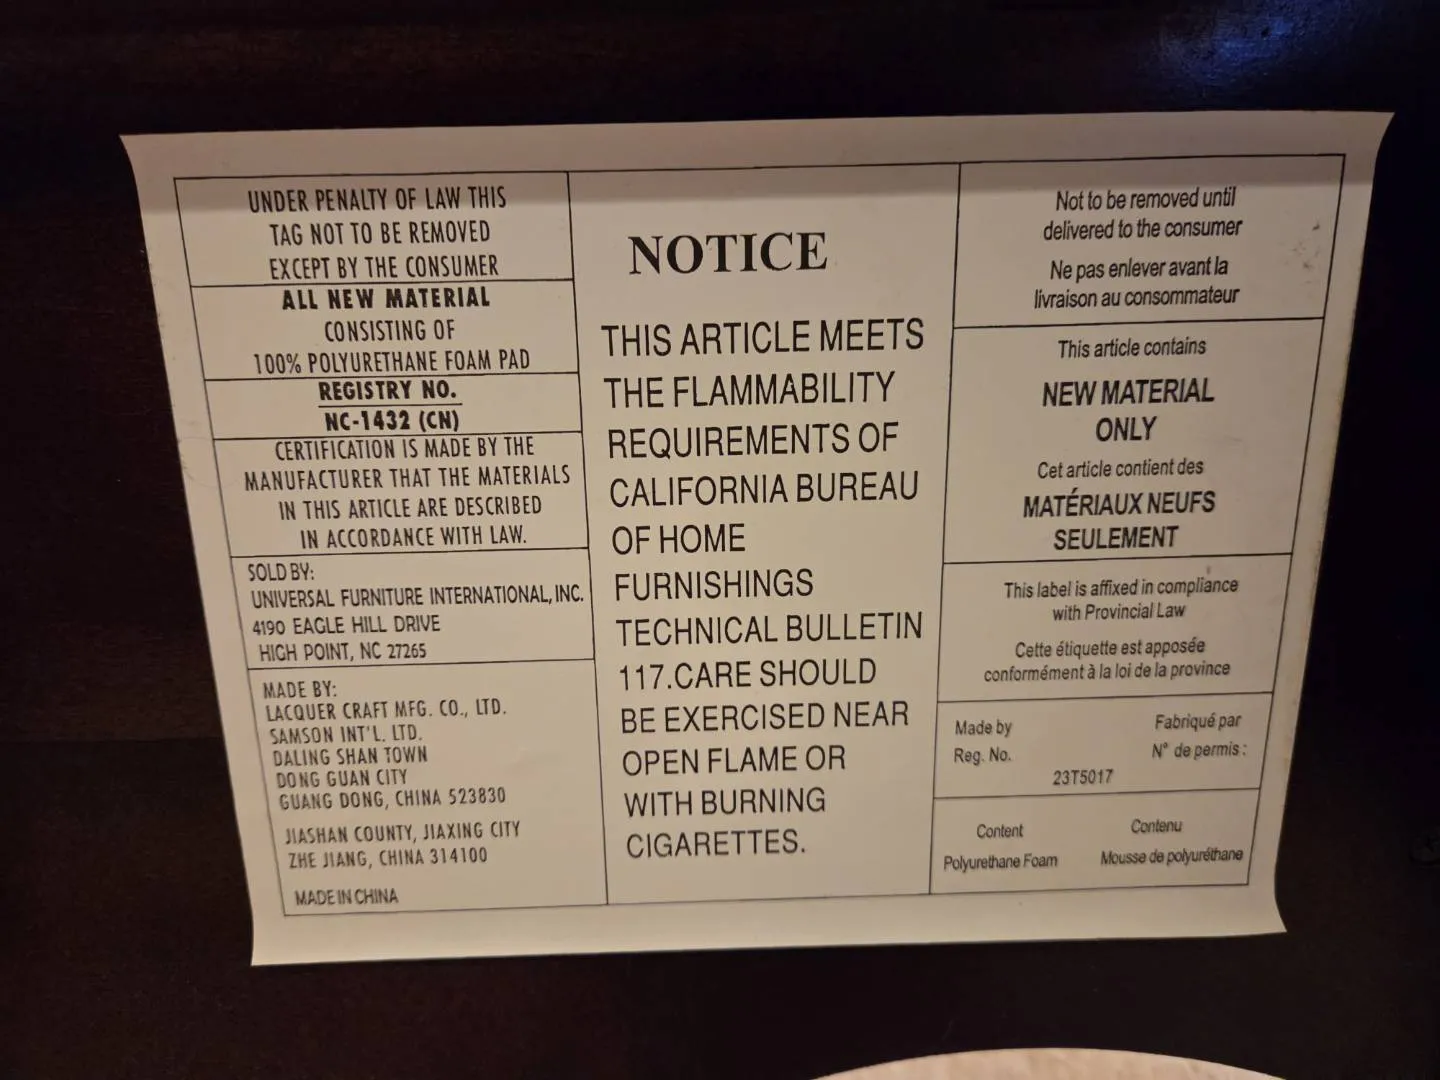 UNDER PENALTY OF LAW THIS
TAG NOT TO BE REMOVED
EXCEPT BY THE CONSUMER
ALL NEW MATERIAL
CONSISTING OF
100% POLYURETHANE FOAM PAD
REGISTRY NO.
NC-1432 (CN)
CERTIFICATION IS MADE BY THE
MANUFACTURER THAT THE MATERIALS
IN THIS ARTICLE ARE DESCRIBED
IN ACCORDANCE WITH LAW.
SOLD BY:
UNIVERSAL FURNITURE INTERNATIONAL, INC.
4190 EAGLE HILL DRIVE
HIGH POINT, NC 27265
MADE BY:
LACQUER CRAFT MFG. CO., LTD.
SAMSON INT'L. LTD.
DALING SHAN TOWN
DONG GUAN CITY
GUANG DONG, CHINA 523830
JIASHAN COUNTY, JIAXING CITY
ZHE JIANG, CHINA 314100
MADE IN CHINA
NOTICE
THIS ARTICLE MEETS
THE FLAMMABILITY
REQUIREMENTS OF
CALIFORNIA BUREAU
OF HOME
FURNISHINGS
TECHNICAL BULLETIN
117.CARE SHOULD
BE EXERCISED NEAR
OPEN FLAME OR
WITH BURNING
CIGARETTES.
Not to be removed until
delivered to the consumer
Ne pas enlever avant la
livraison au consommateur
This article contains
NEW MATERIAL
ONLY
Cet article contient des
MATÉRIAUX NEUFS
SEULEMENT
This label is affixed in compliance
with Provincial Law
Cette étiquette est apposée
conformément à la loi de la province
Made by Fabriqué par
Reg. No. N° de permis :
23T5017
Content Contenu
Polyurethane Foam Mousse de polyuréthane